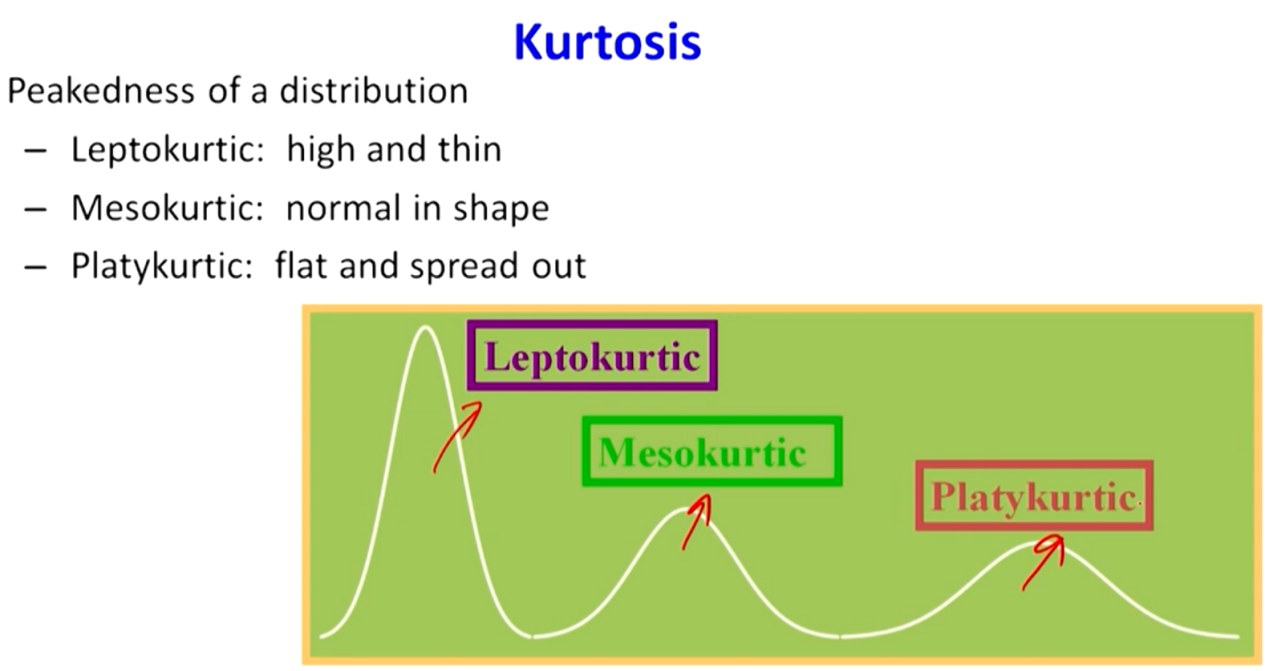 Kurtosis
Peakedness of a distribution
– Leptokurtic: high and thin
– Mesokurtic: normal in shape
– Platykurtic: flat and spread out
Leptokurtic
Mesokurtic
Platykurtic